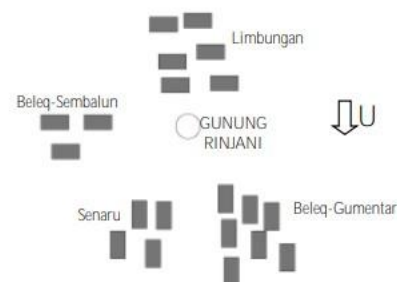 Limbungan
Beleq-Sembalun
GUNUNG
RINJANI
U
Senaru
Beleq-Gumentar